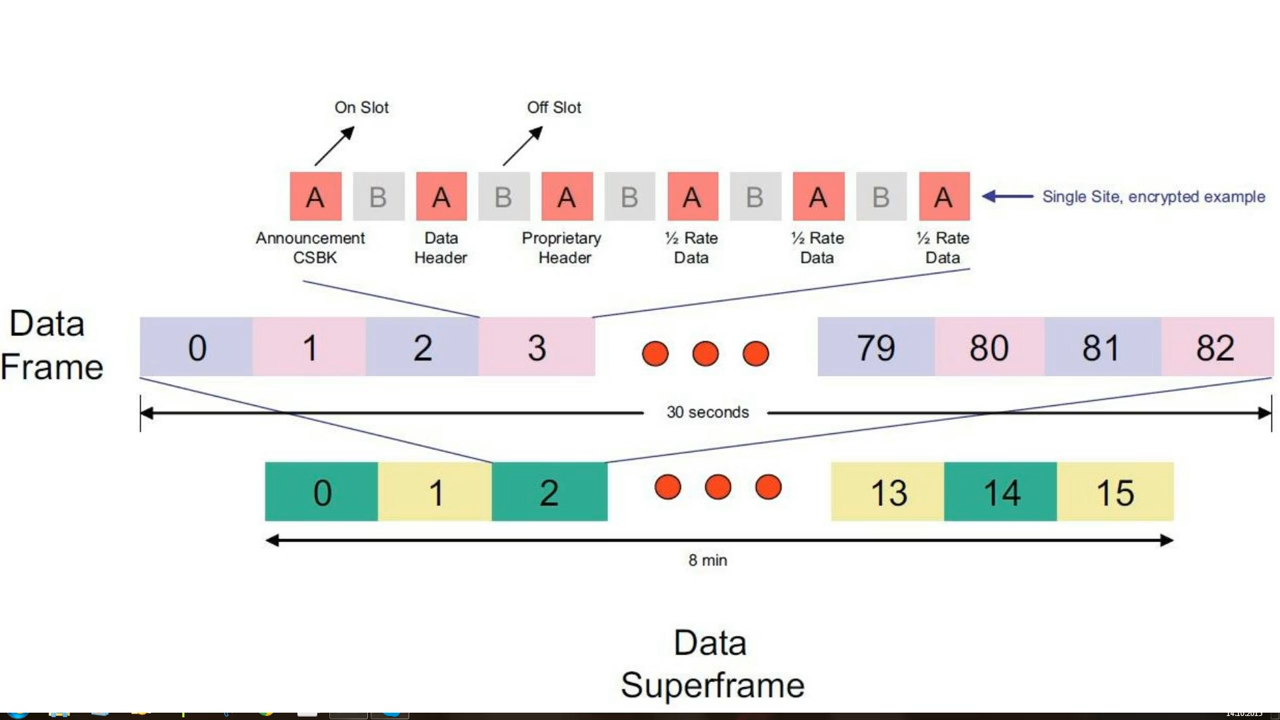 On Slot
Off Slot
A B A B A B A B A B A
Single Site, encrypted example
Announcement
CSBK
Data
Header
Proprietary
Header
½ Rate
Data
½ Rate
Data
½ Rate
Data
Data
Frame
0 1 2 3 79 80 81 82
30 seconds
0 1 2 13 14 15
8 min
Data
Superframe